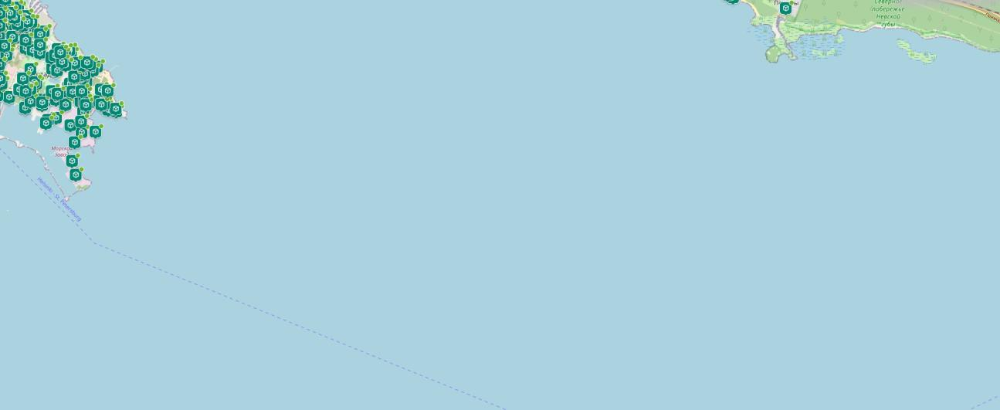 Северное
побережье
Невской
губы
Морской
завод
Helsinki - St. Petersburg